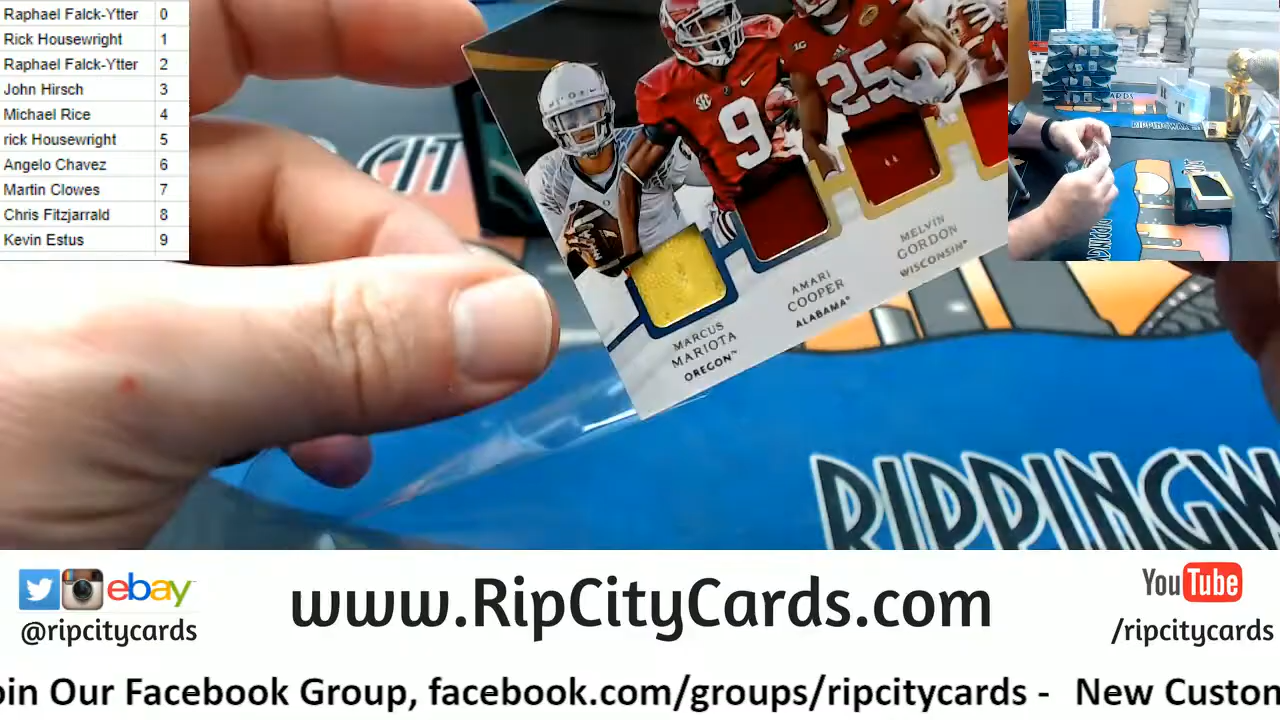 Raphael Falck-Ytter 0
Rick Housewright 1
Raphael Falck-Ytter 2
John Hirsch 3
Michael Rice 4
rick Housewright 5
Angelo Chavez 6
Martin Clowes 7
Chris Fitzjarrald 8
Kevin Estus 9
9
25
MARCUS
MARIOTA
OREGON™
AMARI
COOPER
ALABAMA®
MELVIN
GORDON
WISCONSIN®
RIPPINGW
ebay
@ripcitycards
www.RipCityCards.com
YouTube
/ripcitycards
oin Our Facebook Group, facebook.com/groups/ripcitycards - New Custom